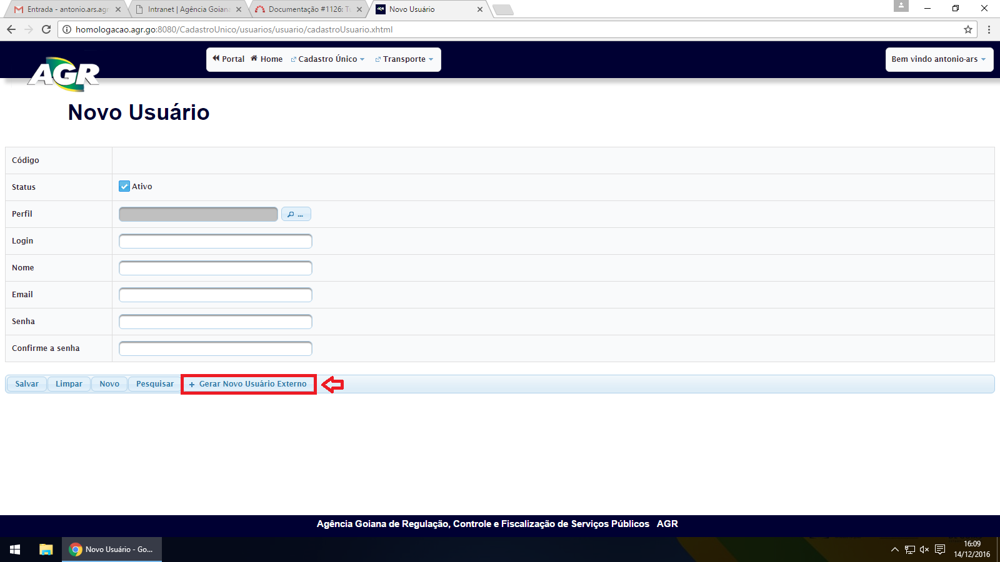 Entrada - antonio.ars.agr
Intranet | Agência Goiana
Documentação #1126: Tu
Novo Usuário
homologacao.agr.go:8080/CadastroUnico/usuarios/usuario/cadastroUsuario.xhtml
AGR
Portal Home Cadastro Único Transporte
Bem vindo antonio-ars
Novo Usuário
Código
Status Ativo
Perfil ...
Login
Nome
Email
Senha
Confirme a senha
Salvar Limpar Novo Pesquisar + Gerar Novo Usuário Externo
Agência Goiana de Regulação, Controle e Fiscalização de Serviços Públicos AGR
Novo Usuário - Go...
16:09
14/12/2016